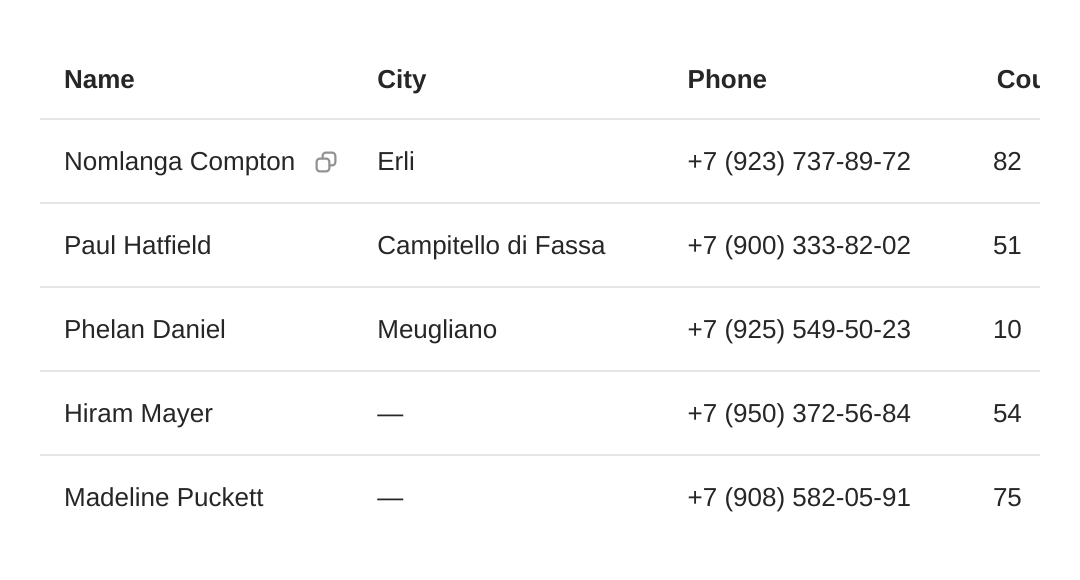 Name City Phone Cou
Nomlanga Compton Erli +7 (923) 737-89-72 82
Paul Hatfield Campitello di Fassa +7 (900) 333-82-02 51
Phelan Daniel Meugliano +7 (925) 549-50-23 10
Hiram Mayer — +7 (950) 372-56-84 54
Madeline Puckett — +7 (908) 582-05-91 75